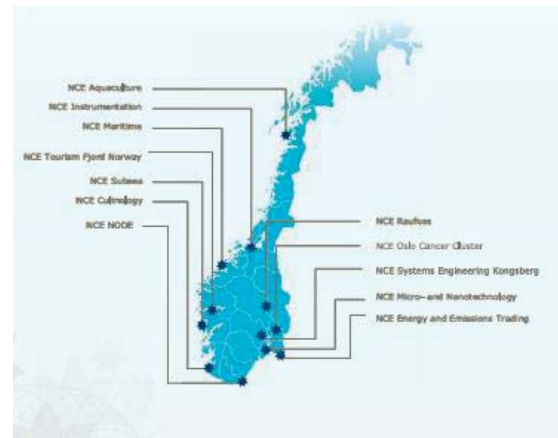 NCE Aquaculture
NCE Instrumentation
NCE Maritime
NCE Tourism Fjord Norway
NCE Subsea
NCE Culinology
NCE NODE
NCE Raufoss
NCE Oslo Cancer Cluster
NCE Systems Engineering Kongsberg
NCE Micro- and Nanotechnology
NCE Energy and Emissions Trading